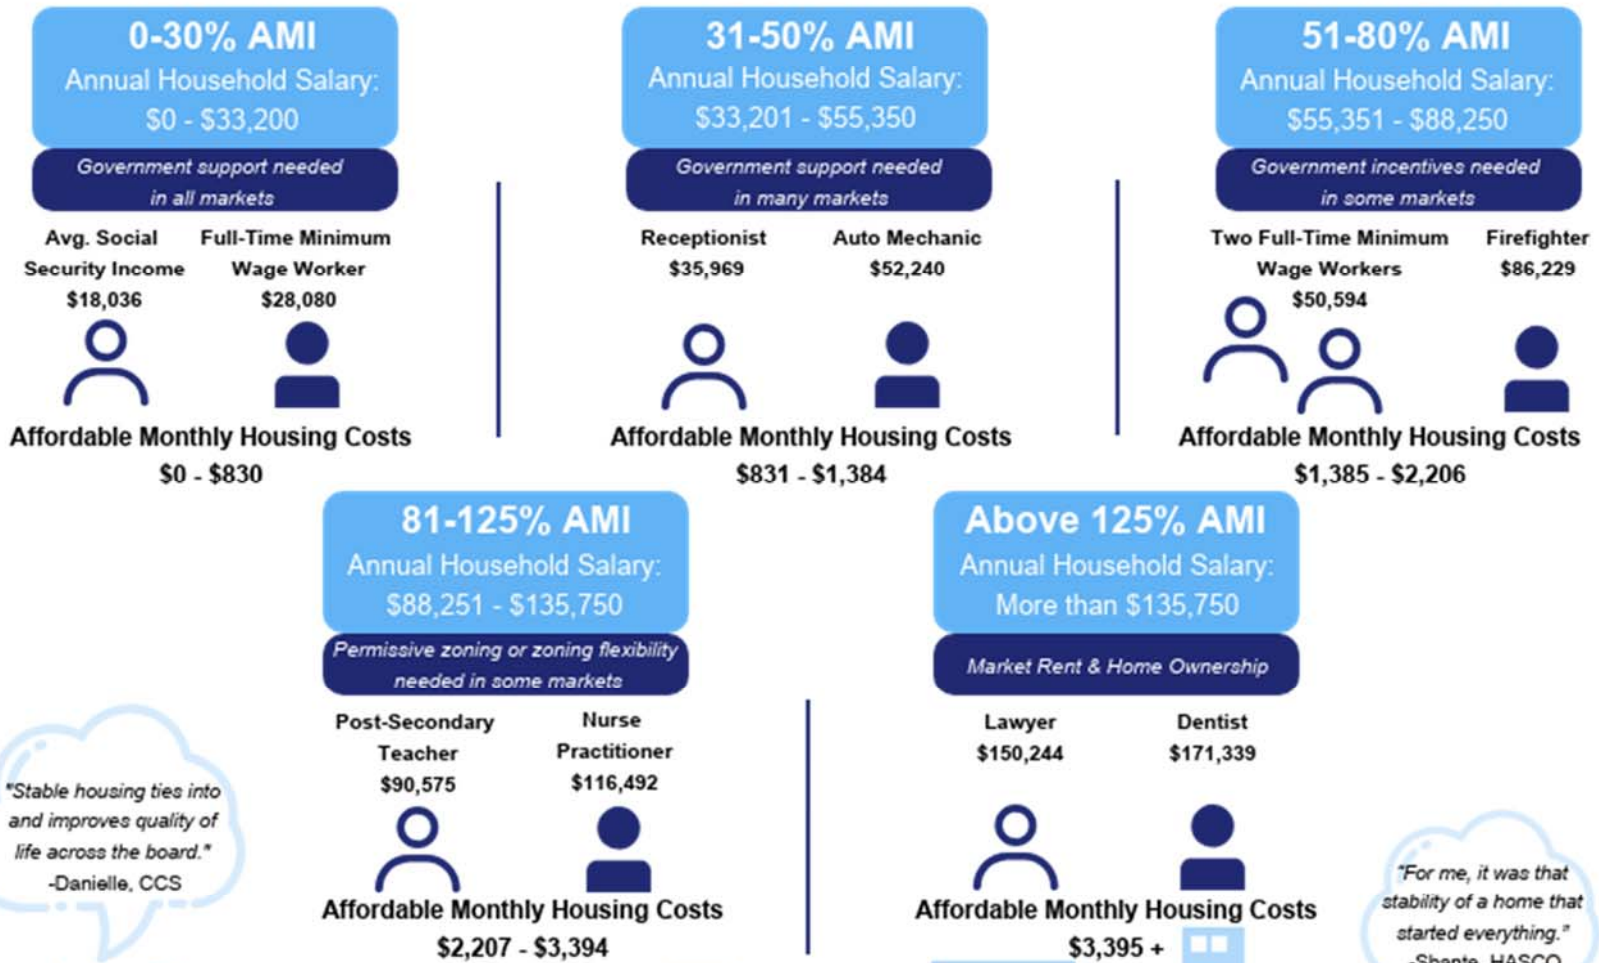 0-30% AMI
Annual Household Salary:
$0 - $33,200
Government support needed
in all markets
Avg. Social
Security Income
$18,036
Full-Time Minimum
Wage Worker
$28,080
Affordable Monthly Housing Costs
$0 - $830
31-50% AMI
Annual Household Salary:
$33,201 - $55,350
Government support needed
in many markets
Receptionist
$35,969
Auto Mechanic
$52,240
Affordable Monthly Housing Costs
$831 - $1,384
51-80% AMI
Annual Household Salary:
$55,351 - $88,250
Government incentives needed
in some markets
Two Full-Time Minimum
Wage Workers
$50,594
Firefighter
$86,229
Affordable Monthly Housing Costs
$1,385 - $2,206
81-125% AMI
Annual Household Salary:
$88,251 - $135,750
Permissive zoning or zoning flexibility
needed in some markets
Post-Secondary
Teacher
$90,575
Nurse
Practitioner
$116,492
Affordable Monthly Housing Costs
$2,207 - $3,394
Above 125% AMI
Annual Household Salary:
More than $135,750
Market Rent & Home Ownership
Lawyer
$150,244
Dentist
$171,339
Affordable Monthly Housing Costs
$3,395 +
"Stable housing ties into
and improves quality of
life across the board."
-Danielle, CCS
"For me, it was that
stability of a home that
started everything."
-Shante, HASCO